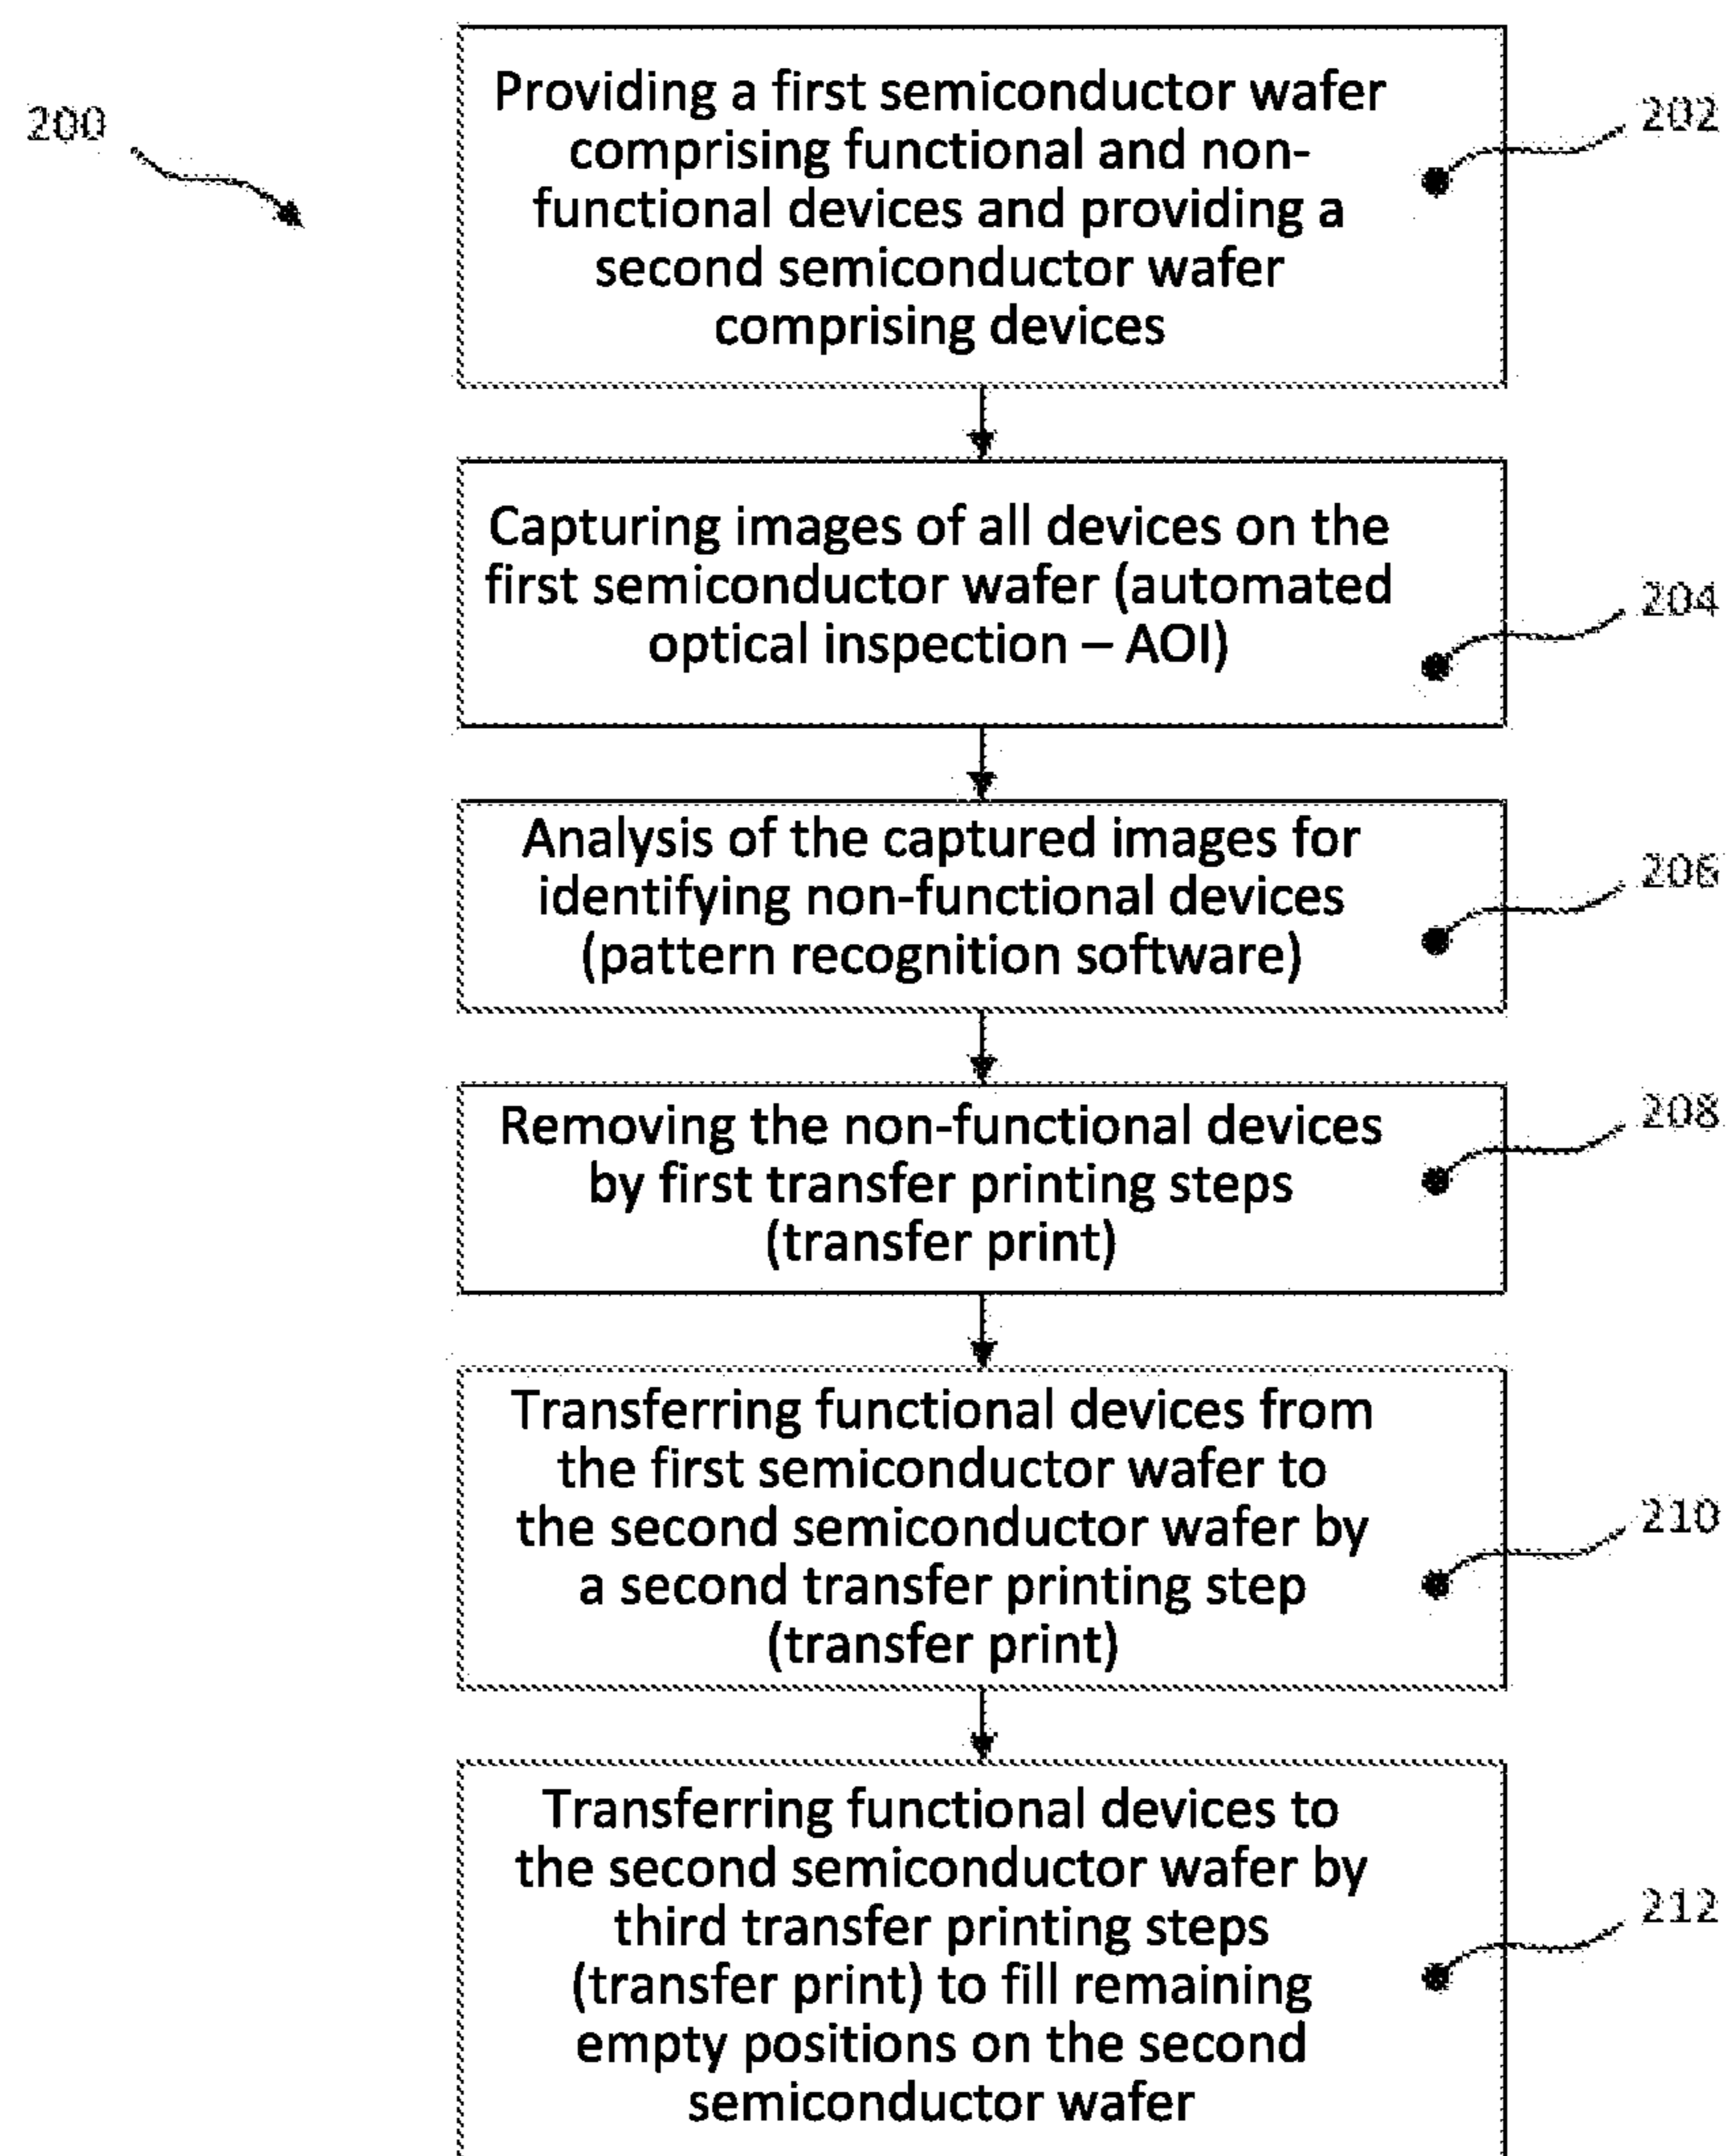 200
Providing a first semiconductor wafer
comprising functional and non-
functional devices and providing a
second semiconductor wafer
comprising devices
202
Capturing images of all devices on the
first semiconductor wafer (automated
optical inspection – AOI)
204
Analysis of the captured images for
identifying non-functional devices
(pattern recognition software)
206
Removing the non-functional devices
by first transfer printing steps
(transfer print)
208
Transferring functional devices from
the first semiconductor wafer to
the second semiconductor wafer by
a second transfer printing step
(transfer print)
210
Transferring functional devices to
the second semiconductor wafer by
third transfer printing steps
(transfer print) to fill remaining
empty positions on the second
semiconductor wafer
212